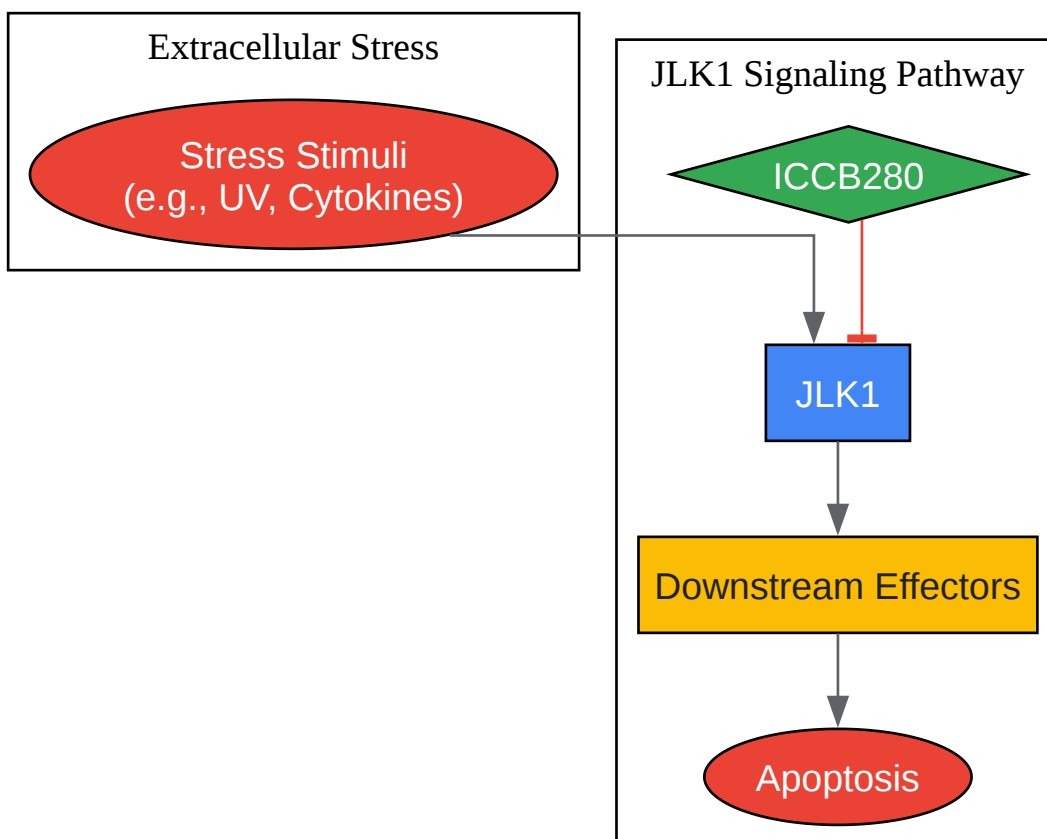 Extracellular Stress
Stress Stimuli
(e.g., UV, Cytokines)
JLK1 Signaling Pathway
ICCB280
JLK1
Downstream Effectors
Apoptosis